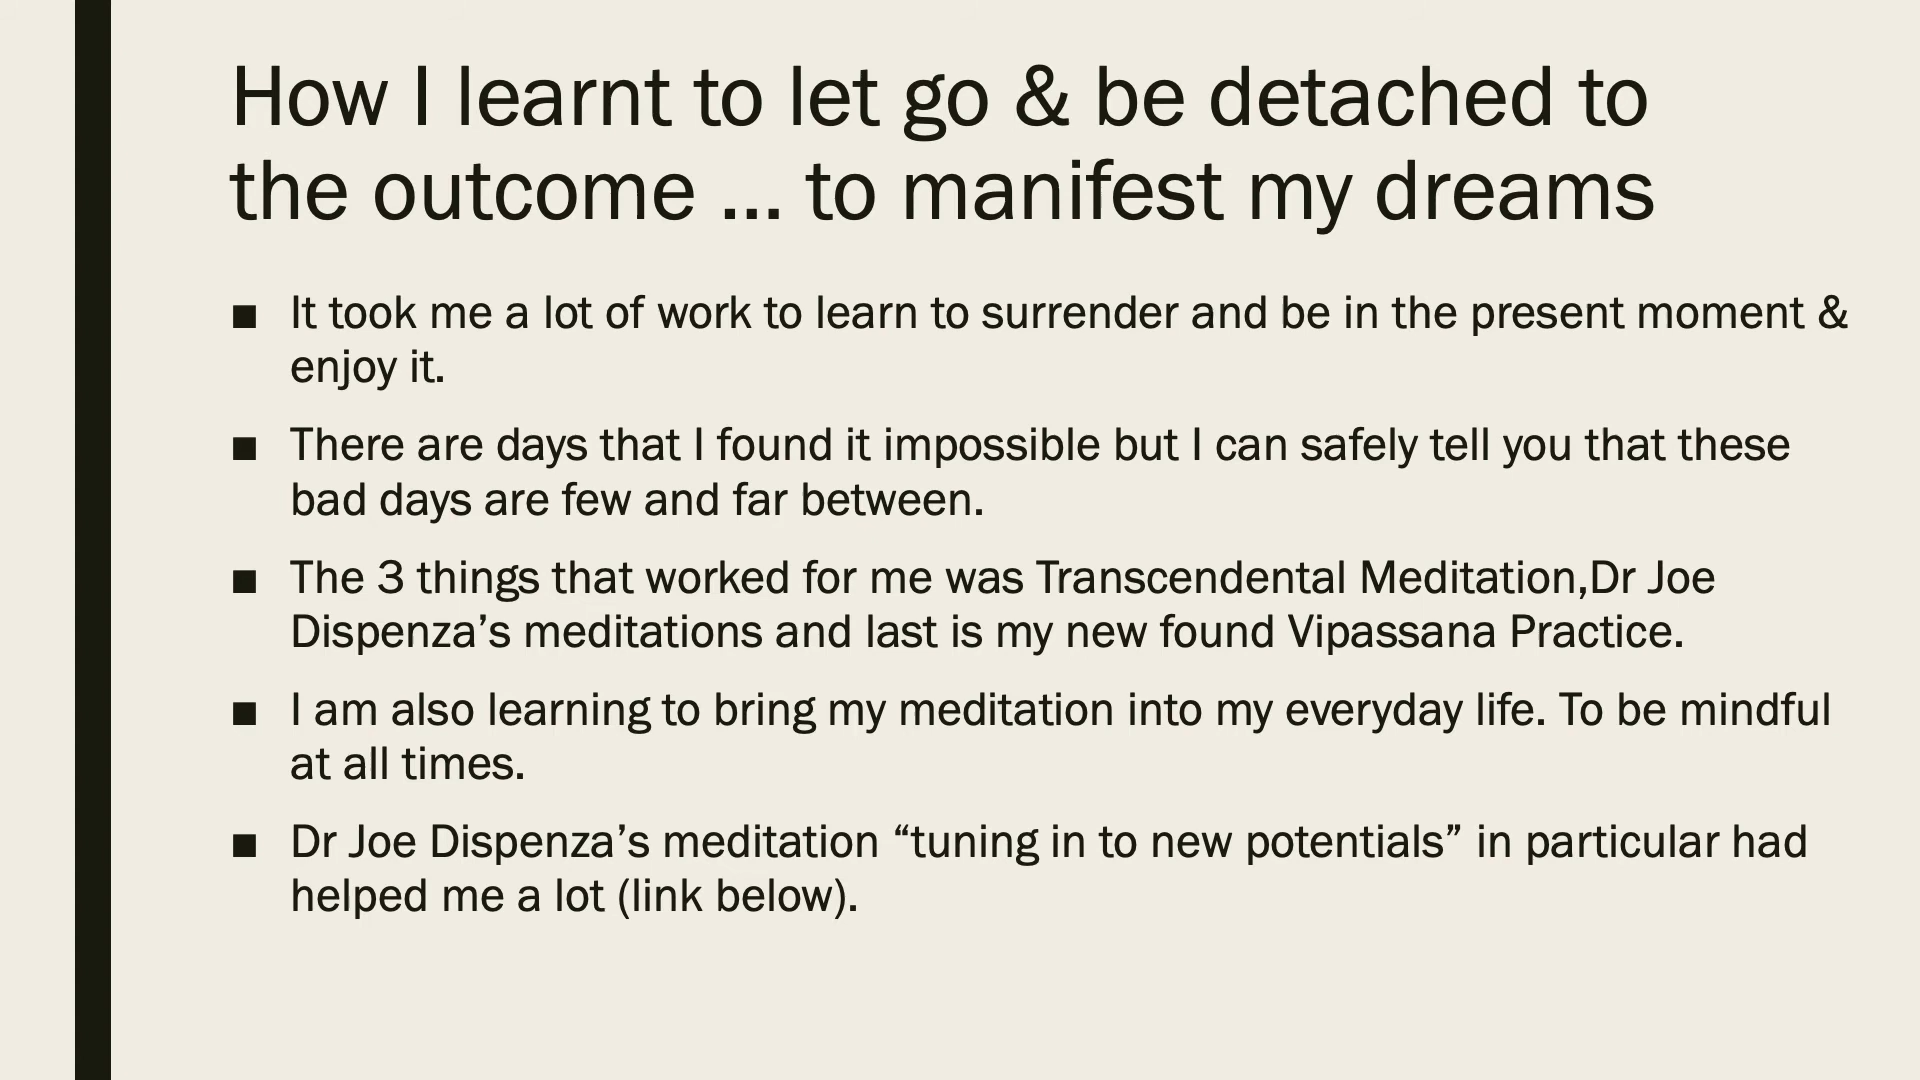 How I learnt to let go & be detached to
the outcome ... to manifest my dreams
■ It took me a lot of work to learn to surrender and be in the present moment &
enjoy it.
■ There are days that I found it impossible but I can safely tell you that these
bad days are few and far between.
■ The 3 things that worked for me was Transcendental Meditation,Dr Joe
Dispenza’s meditations and last is my new found Vipassana Practice.
■ I am also learning to bring my meditation into my everyday life. To be mindful
at all times.
■ Dr Joe Dispenza’s meditation “tuning in to new potentials” in particular had
helped me a lot (link below).